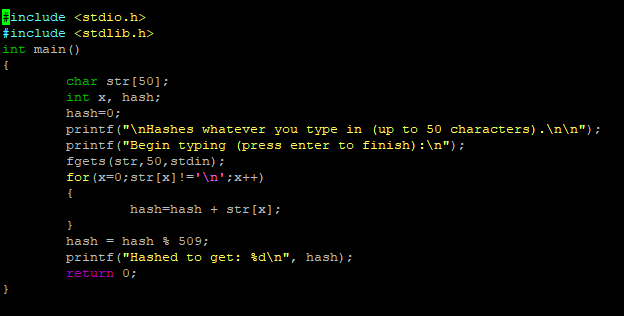 #include <stdio.h>
#include <stdlib.h>
int main()
{
        char str[50];
        int x, hash;
        hash=0;
        printf("\nHashes whatever you type in (up to 50 characters).\n\n");
        printf("Begin typing (press enter to finish):\n");
        fgets(str,50,stdin);
        for(x=0;str[x]!='\n';x++)
        {
                hash=hash + str[x];
        }
        hash = hash % 509;
        printf("Hashed to get: %d\n", hash);
        return 0;
}